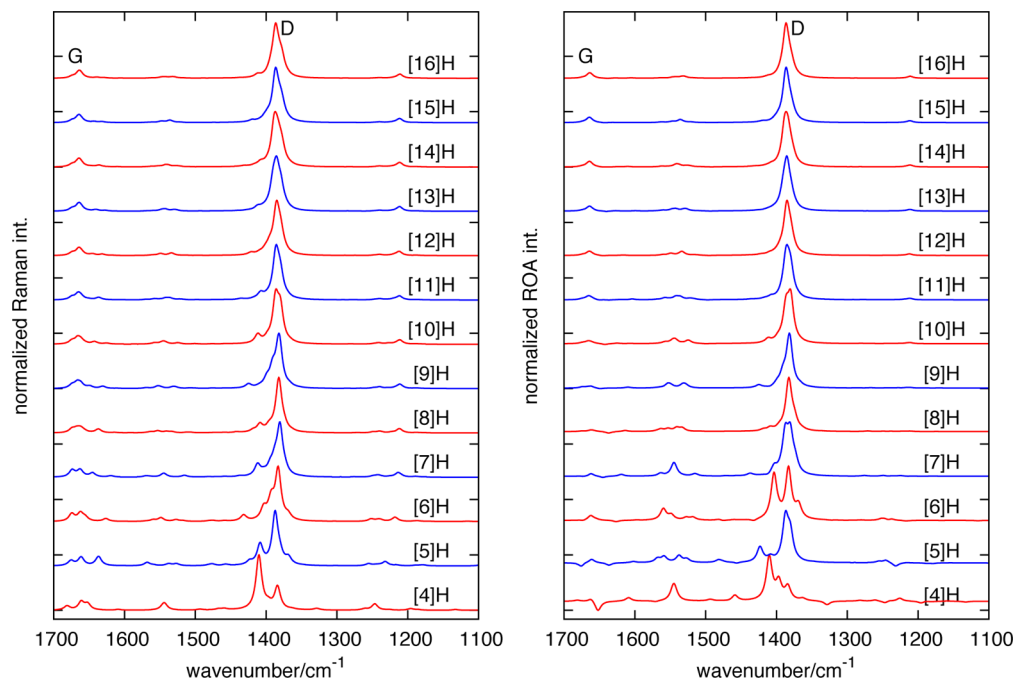 normalized Raman int.
G
D
[16]H
[15]H
[14]H
[13]H
[12]H
[11]H
[10]H
[9]H
[8]H
[7]H
[6]H
[5]H
[4]H
1700 1600 1500 1400 1300 1200 1100
wavenumber/cm⁻¹
normalized ROA int.
G
D
[16]H
[15]H
[14]H
[13]H
[12]H
[11]H
[10]H
[9]H
[8]H
[7]H
[6]H
[5]H
[4]H
1700 1600 1500 1400 1300 1200 1100
wavenumber/cm⁻¹